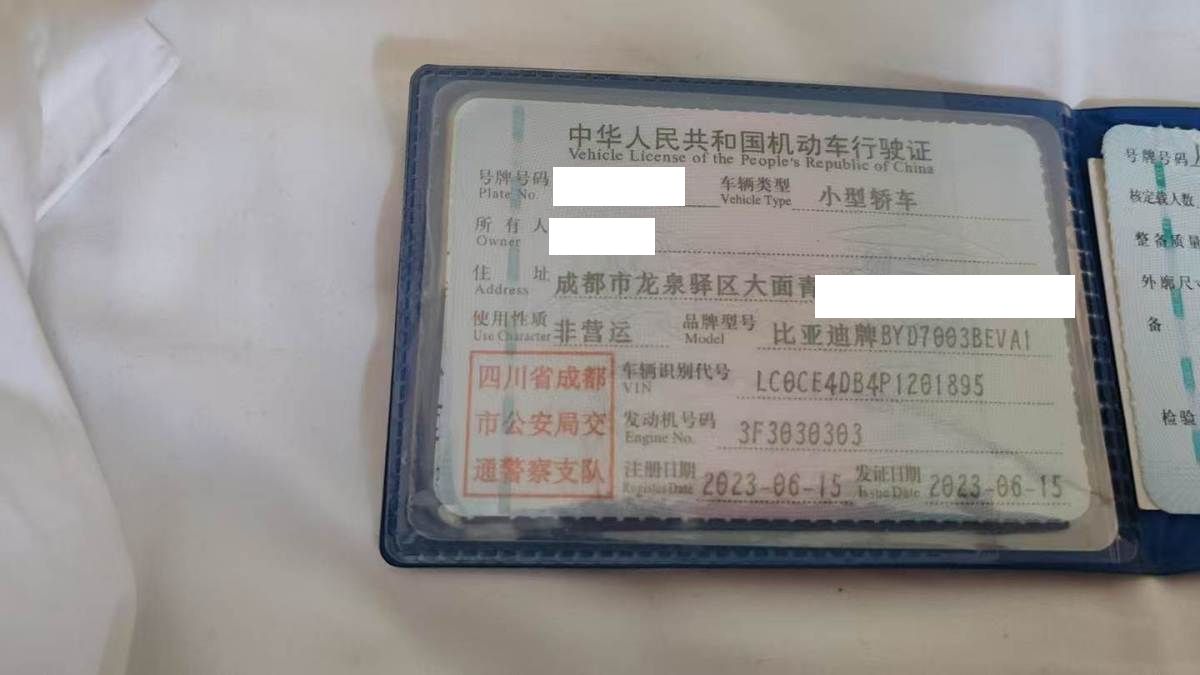 中华人民共和国机动车行驶证
Vehicle License of the People's Republic of China
号牌号码
Plate No.
车辆类型 小型轿车
Vehicle Type
所有人
Owner
住址 成都市龙泉驿区大面青
Address
使用性质 非营运
Use Character
品牌型号 比亚迪牌BYD7003BEVA1
Model
四川省成都
市公安局交
通警察支队
车辆识别代号 LC0CE4DB4P1201895
VIN
发动机号码 3F3030303
Engine No.
注册日期 2023-06-15
Register Date
发证日期 2023-06-15
Issue Date
号牌号码
核定载人数
整备质量
外廓尺
备
检验